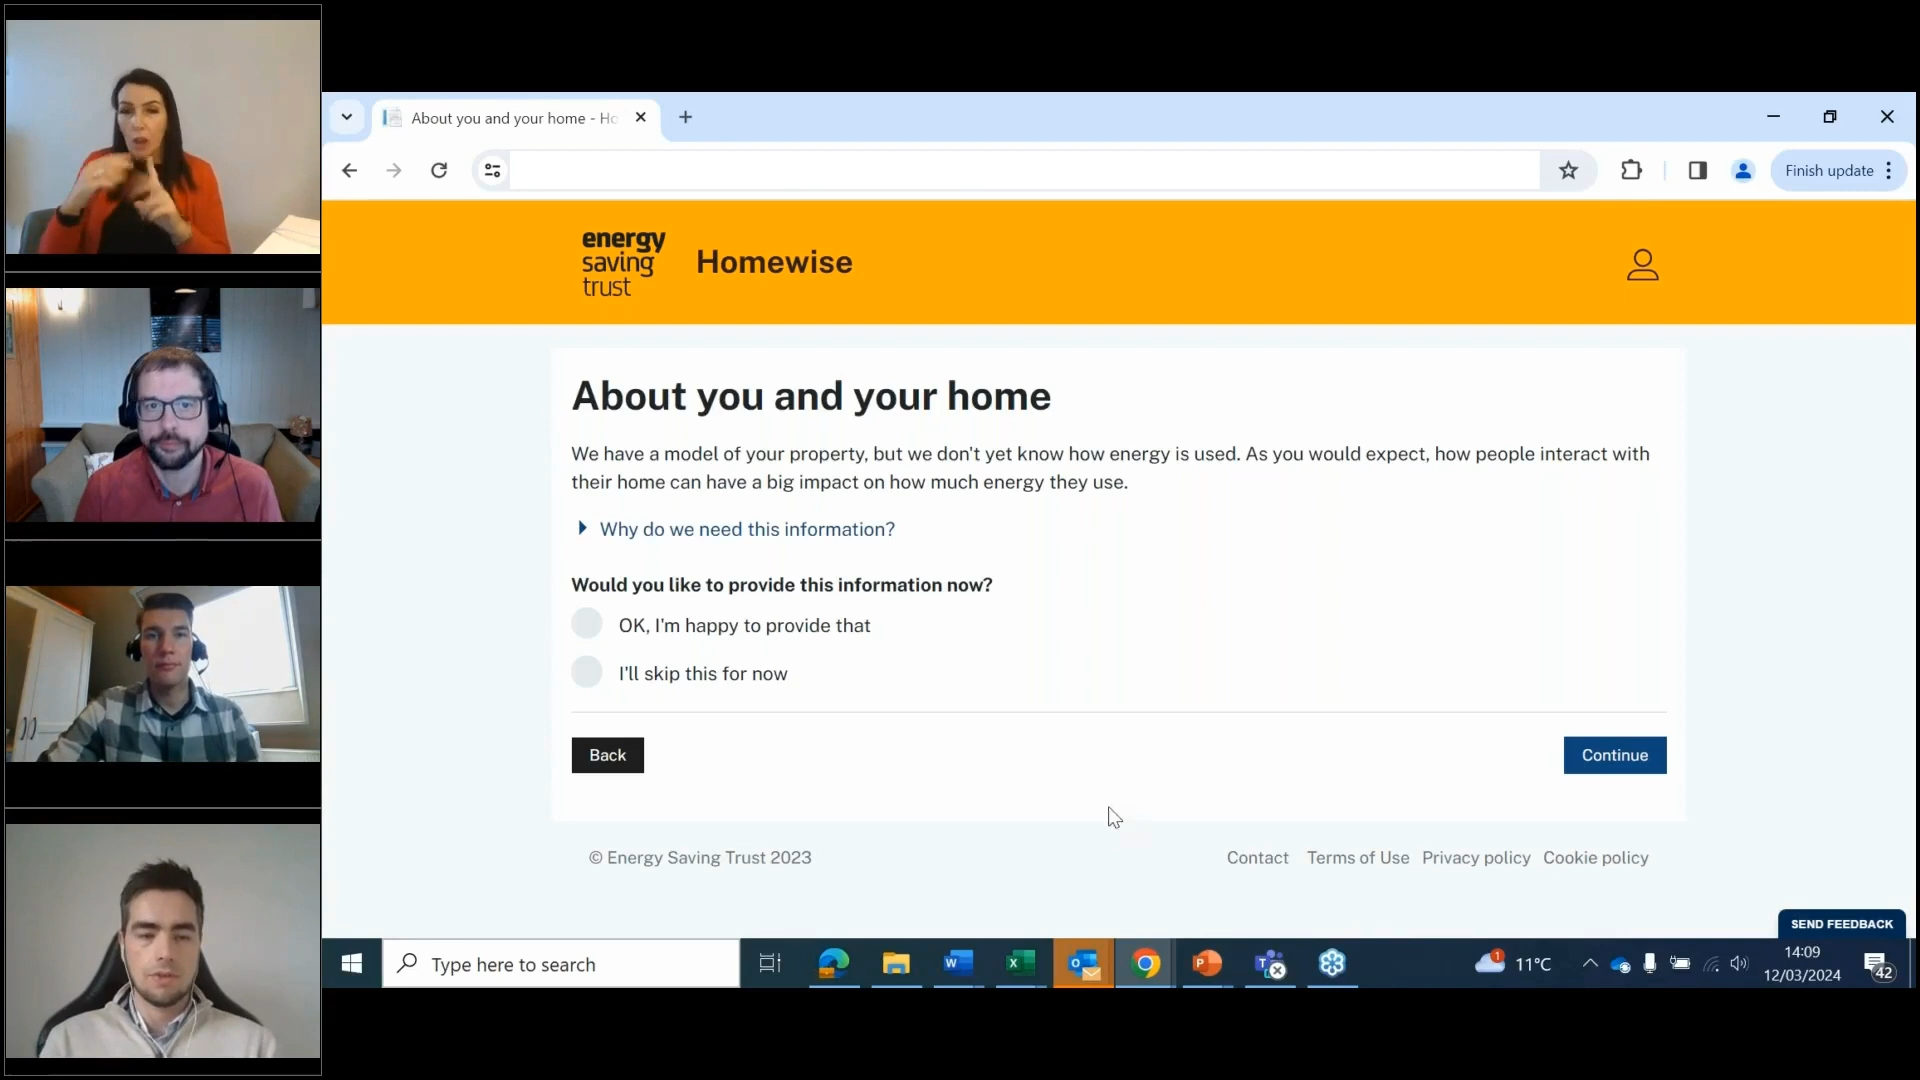 About you and your home - Ho
Finish update
energy
saving
trust
Homewise
About you and your home
We have a model of your property, but we don't yet know how energy is used. As you would expect, how people interact with
their home can have a big impact on how much energy they use.
Why do we need this information?
Would you like to provide this information now?
OK, I'm happy to provide that
I'll skip this for now
Back
Continue
© Energy Saving Trust 2023
Contact
Terms of Use
Privacy policy
Cookie policy
SEND FEEDBACK
Type here to search
1
11°C
14:09
12/03/2024
42